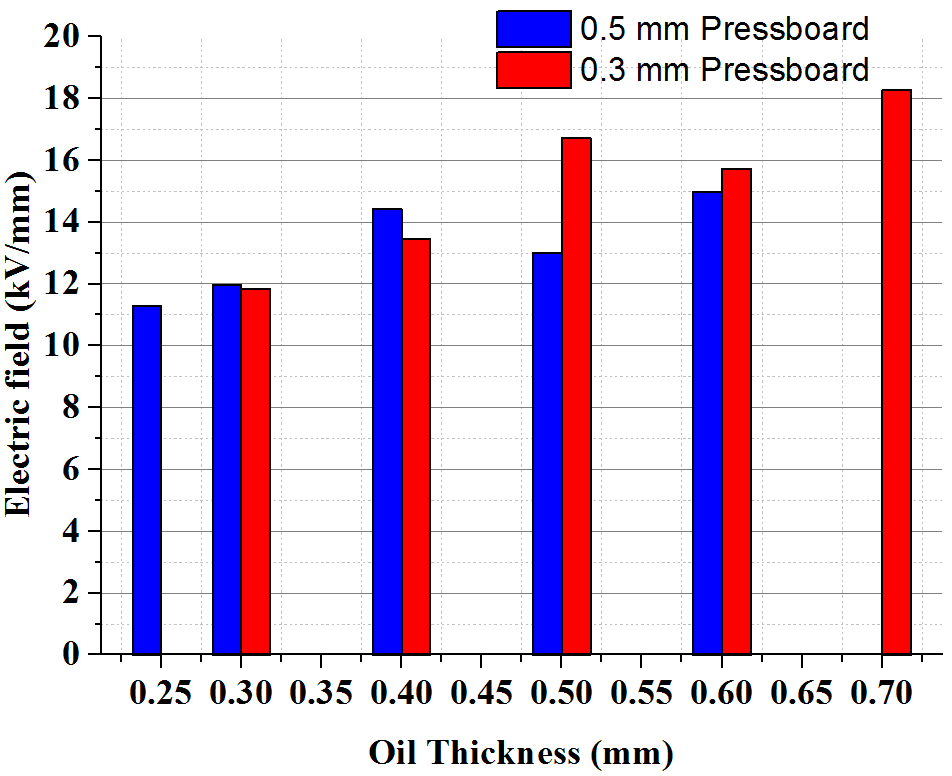 0.5 mm Pressboard
0.3 mm Pressboard
Electric field (kV/mm)
20
18
16
14
12
10
8
6
4
2
0
0.25 0.30 0.35 0.40 0.45 0.50 0.55 0.60 0.65 0.70
Oil Thickness (mm)